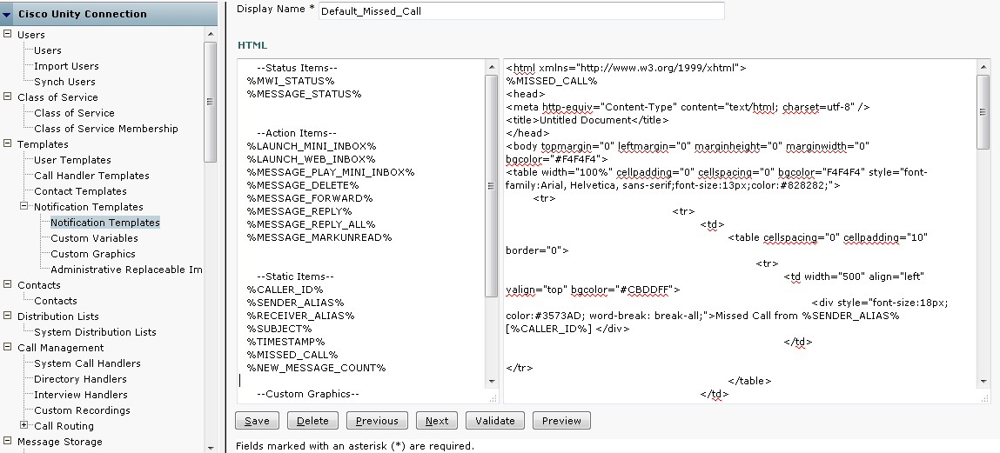 Cisco Unity Connection
Users
Users
Import Users
Synch Users
Class of Service
Class of Service
Class of Service Membership
Templates
User Templates
Call Handler Templates
Contact Templates
Notification Templates
Notification Templates
Custom Variables
Custom Graphics
Administrative Replaceable Im
Contacts
Contacts
Distribution Lists
System Distribution Lists
Call Management
System Call Handlers
Directory Handlers
Interview Handlers
Custom Recordings
Call Routing
Message Storage
Display Name * Default_Missed_Call
HTML
--Status Items--
%MWI_STATUS%
%MESSAGE_STATUS%
--Action Items--
%LAUNCH_MINI_INBOX%
%LAUNCH_WEB_INBOX%
%MESSAGE_PLAY_MINI_INBOX%
%MESSAGE_DELETE%
%MESSAGE_FORWARD%
%MESSAGE_REPLY%
%MESSAGE_REPLY_ALL%
%MESSAGE_MARKUNREAD%
--Static Items--
%CALLER_ID%
%SENDER_ALIAS%
%RECEIVER_ALIAS%
%SUBJECT%
%TIMESTAMP%
%MISSED_CALL%
%NEW_MESSAGE_COUNT%
--Custom Graphics--
<html xmlns="http://www.w3.org/1999/xhtml">
%MISSED_CALL%
<head>
<meta http-equiv="Content-Type" content="text/html; charset=utf-8" />
<title>Untitled Document</title>
</head>
<body topmargin="0" leftmargin="0" marginheight="0" marginwidth="0"
bgcolor="#F4F4F4">
<table width="100%" cellpadding="0" cellspacing="0" bgcolor="F4F4F4" style="font-
family:Arial, Helvetica, sans-serif;font-size:13px;color:#828282;">
<tr>
<tr>
<td>
<table cellspacing="0" cellpadding="10"
border="0">
<tr>
<td width="500" align="left"
valign="top" bgcolor="#CBDDFF">
<div style="font-size:18px;
color:#3573AD; word-break: break-all;">Missed Call from %SENDER_ALIAS%
[%CALLER_ID%] </div>
</td>
</tr>
</table>
</td>
Save Delete Previous Next Validate Preview
Fields marked with an asterisk (*) are required.